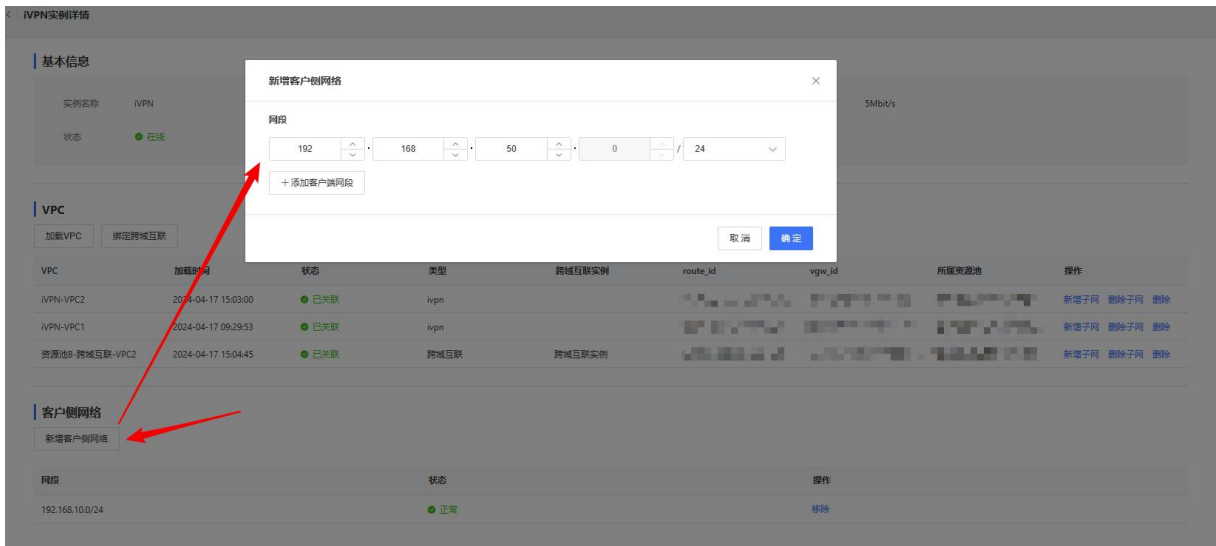 < iVPN实例详情
基本信息
实例名称 iVPN 5Mbit/s
状态 在线
新增客户侧网络 ×
网段
192 · 168 · 50 · 0 / 24
+ 添加客户端网段
取消 确定
VPC
加载VPC 绑定跨域互联
VPC 加载时间 状态 类型 跨域互联实例 route_id vgw_id 所属资源池 操作
iVPN-VPC2 2024-04-17 15:03:00 已关联 ivpn 新增子网 删除子网 删除
iVPN-VPC1 2024-04-17 09:29:53 已关联 ivpn 新增子网 删除子网 删除
资源池8-跨域互联-VPC2 2024-04-17 15:04:45 已关联 跨域互联 跨域互联实例 新增子网 删除子网 删除
客户侧网络
新增客户侧网络
网段 状态 操作
192.168.10.0/24 正常 移除